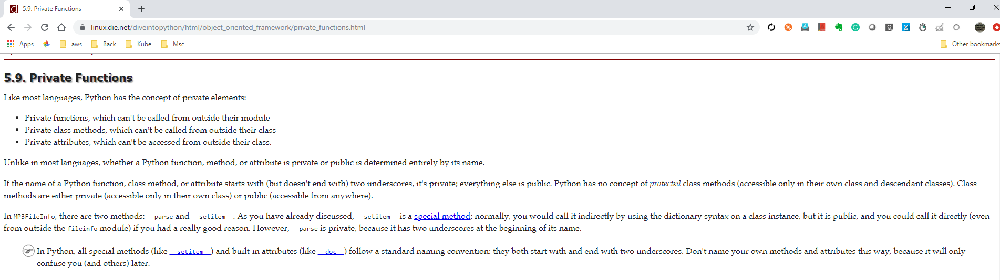 5.9. Private Functions
linux.die.net/diveintopython/html/object_oriented_framework/private_functions.html
Apps aws Back Kube Msc Other bookmarks
5.9. Private Functions
Like most languages, Python has the concept of private elements:
• Private functions, which can't be called from outside their module
• Private class methods, which can't be called from outside their class
• Private attributes, which can't be accessed from outside their class.
Unlike in most languages, whether a Python function, method, or attribute is private or public is determined entirely by its name.
If the name of a Python function, class method, or attribute starts with (but doesn't end with) two underscores, it's private; everything else is public. Python has no concept of protected class methods (accessible only in their own class and descendant classes). Class
methods are either private (accessible only in their own class) or public (accessible from anywhere).
In MP3FileInfo, there are two methods: __parse and __setitem__. As you have already discussed, __setitem__ is a special method; normally, you would call it indirectly by using the dictionary syntax on a class instance, but it is public, and you could call it directly (even
from outside the fileinfo module) if you had a really good reason. However, __parse is private, because it has two underscores at the beginning of its name.
In Python, all special methods (like __setitem__) and built-in attributes (like __doc__) follow a standard naming convention: they both start with and end with two underscores. Don't name your own methods and attributes this way, because it will only
confuse you (and others) later.